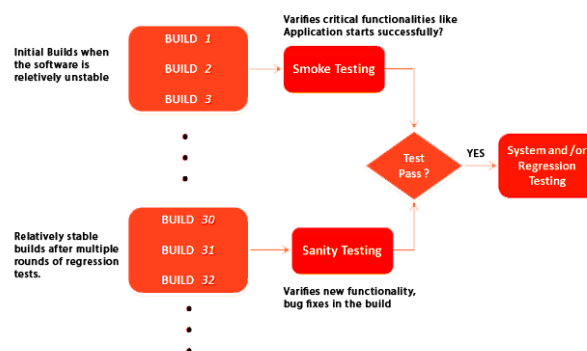 Varifies critical functionalities like
Application starts successfully?
Initial Builds when
the software is
reletively unstable
BUILD 1
BUILD 2
BUILD 3
Smoke Testing
Test
Pass ?
YES
System and /or
Regression
Testing
Relatively stable
builds after multiple
rounds of regression
tests.
BUILD 30
BUILD 31
BUILD 32
Sanity Testing
Varifies new functionality,
bug fixes in the build